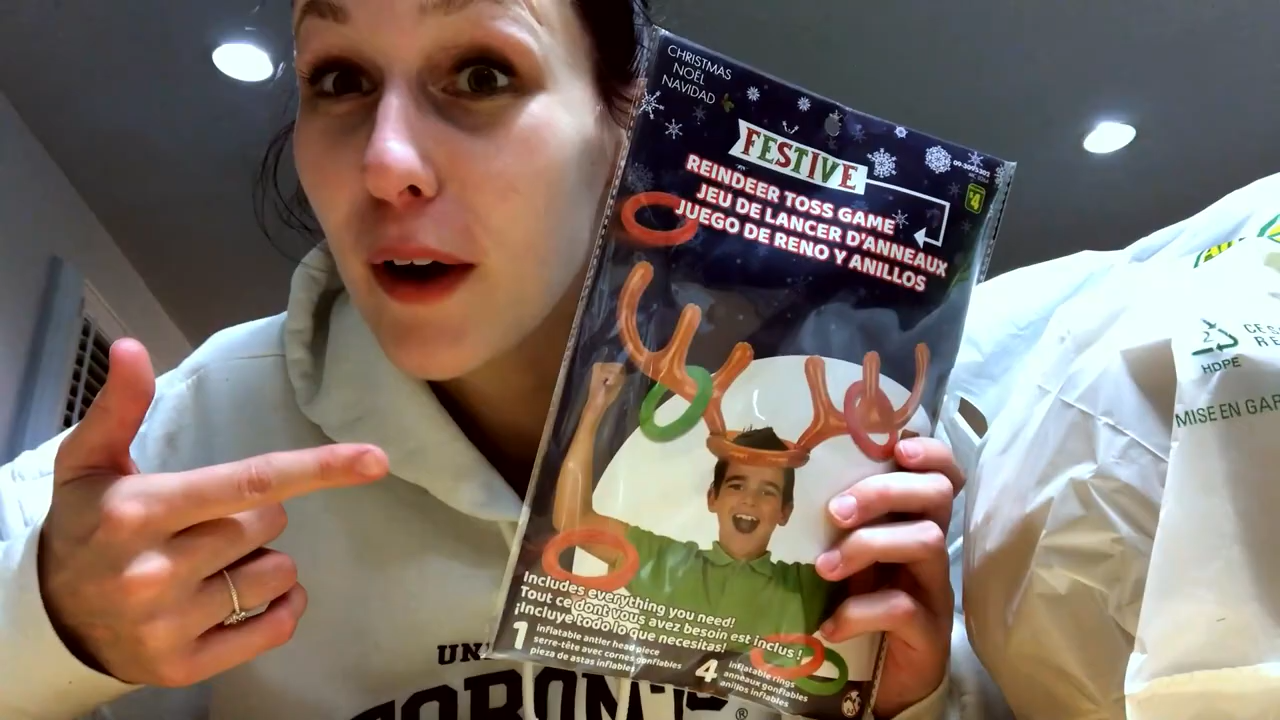 CHRISTMAS
NOËL
NAVIDAD
FESTIVE
REINDEER TOSS GAME
JEU DE LANCER D'ANNEAUX
JUEGO DE RENO Y ANILLOS
$4
Includes everything you need!
Tout ce dont vous avez besoin est inclus !
¡Incluye todo lo que necesitas!
1
inflatable antler head piece
serre-tête avec cornes gonflables
pieza de astas inflables
4
inflatable rings
anneaux gonflables
anillos inflables
2
HDPE
MISE EN GAR
UNI
TORONTO
®